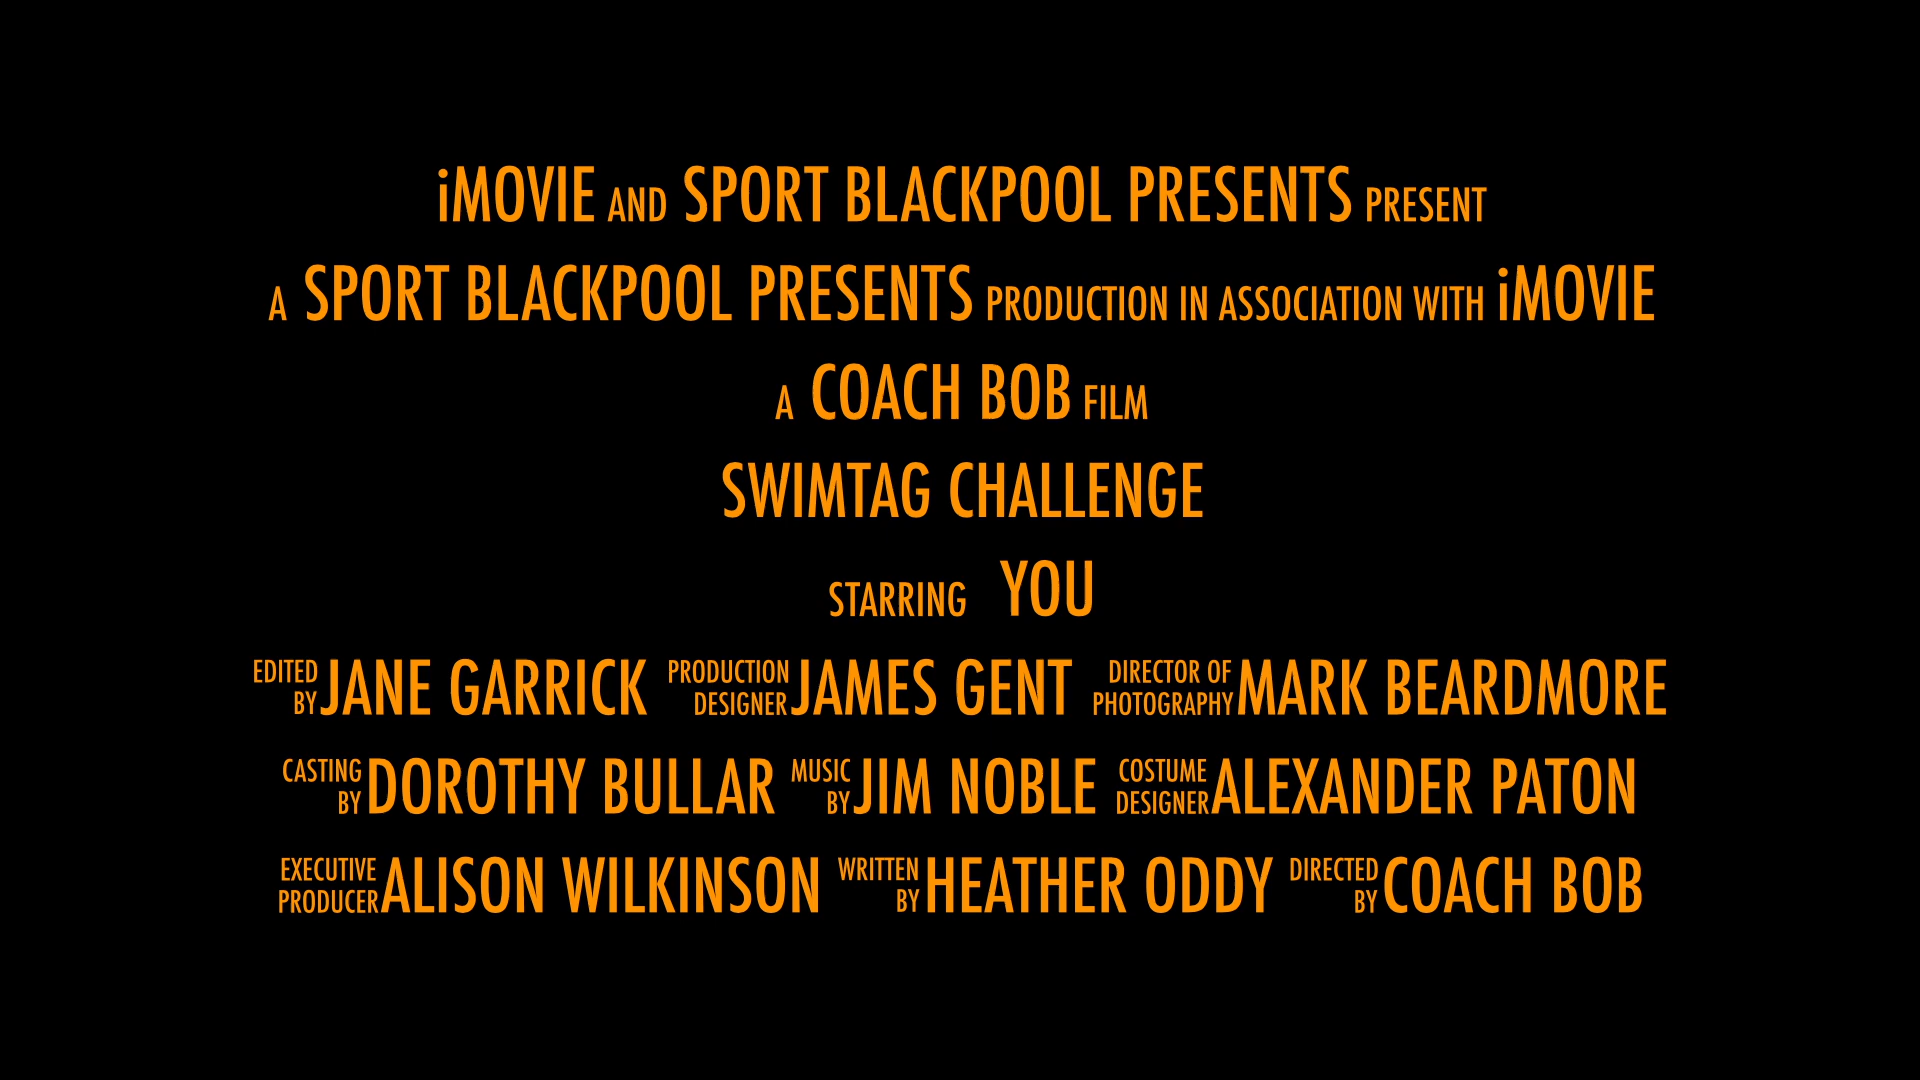 iMOVIE AND SPORT BLACKPOOL PRESENTS PRESENT
A SPORT BLACKPOOL PRESENTS PRODUCTION IN ASSOCIATION WITH iMOVIE
A COACH BOB FILM
SWIMTAG CHALLENGE
STARRING YOU
EDITED BY JANE GARRICK PRODUCTION DESIGNER JAMES GENT DIRECTOR OF PHOTOGRAPHY MARK BEARDMORE
CASTING BY DOROTHY BULLAR MUSIC BY JIM NOBLE COSTUME DESIGNER ALEXANDER PATON
EXECUTIVE PRODUCER ALISON WILKINSON WRITTEN BY HEATHER ODDY DIRECTED BY COACH BOB